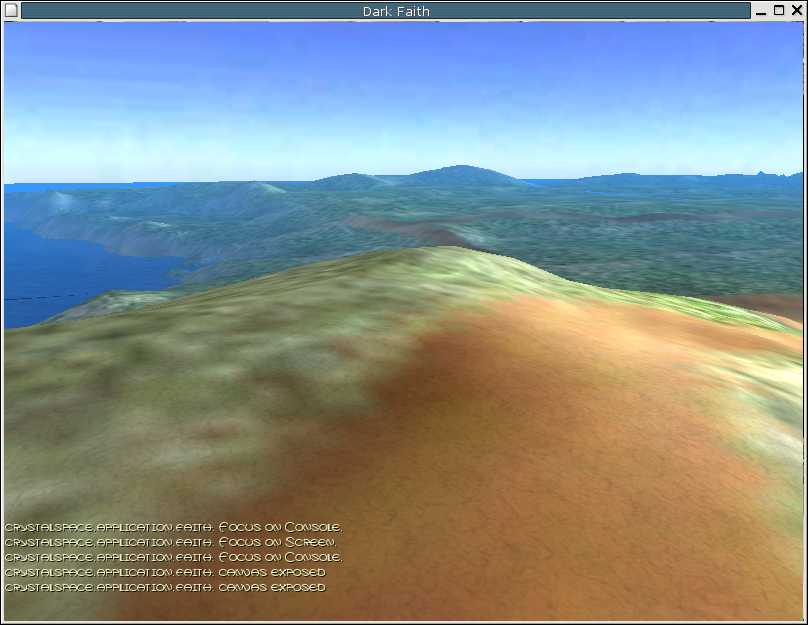 Dark Faith
crystalspace.application.faith: Focus on Console.
crystalspace.application.faith: Focus on Screen.
crystalspace.application.faith: Focus on Console.
crystalspace.application.faith: canvas exposed
crystalspace.application.faith: canvas exposed